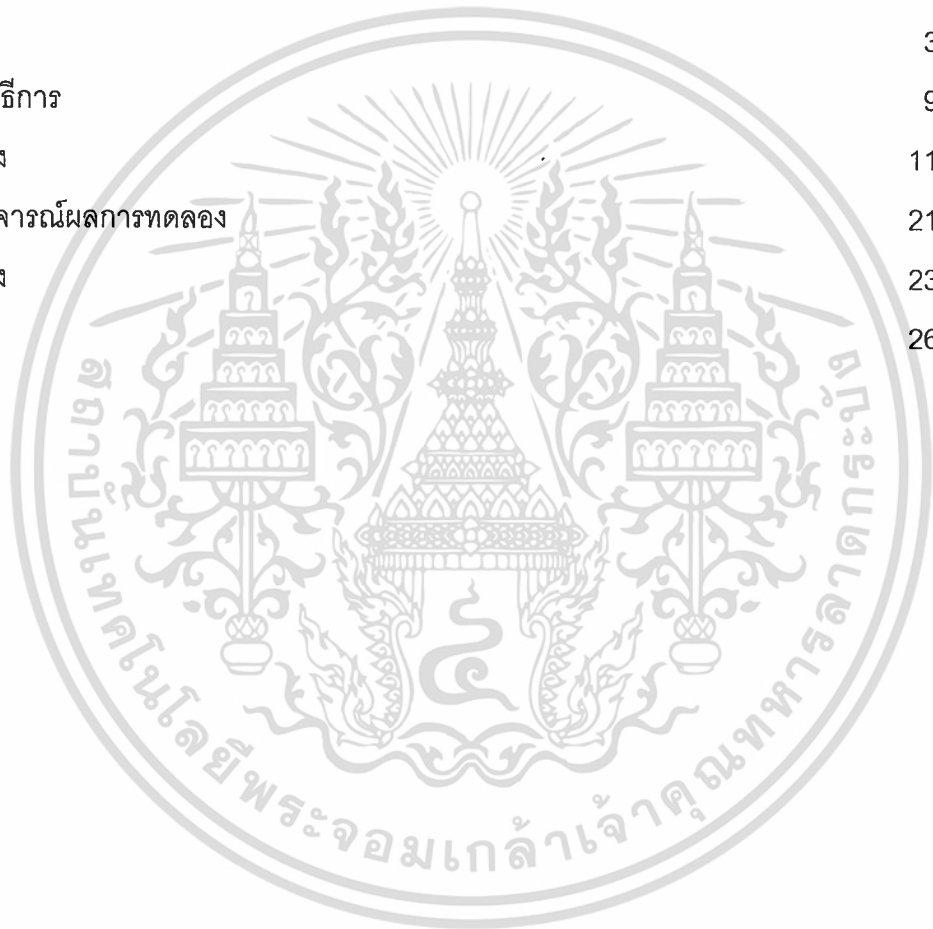 3
ธีการ 9
ง 11
จารณ์ผลการทดลอง 21
ง 23
26
สถาบันเทคโนโลยีพระจอมเกล้าเจ้าคุณทหารลาดกระบัง
๔